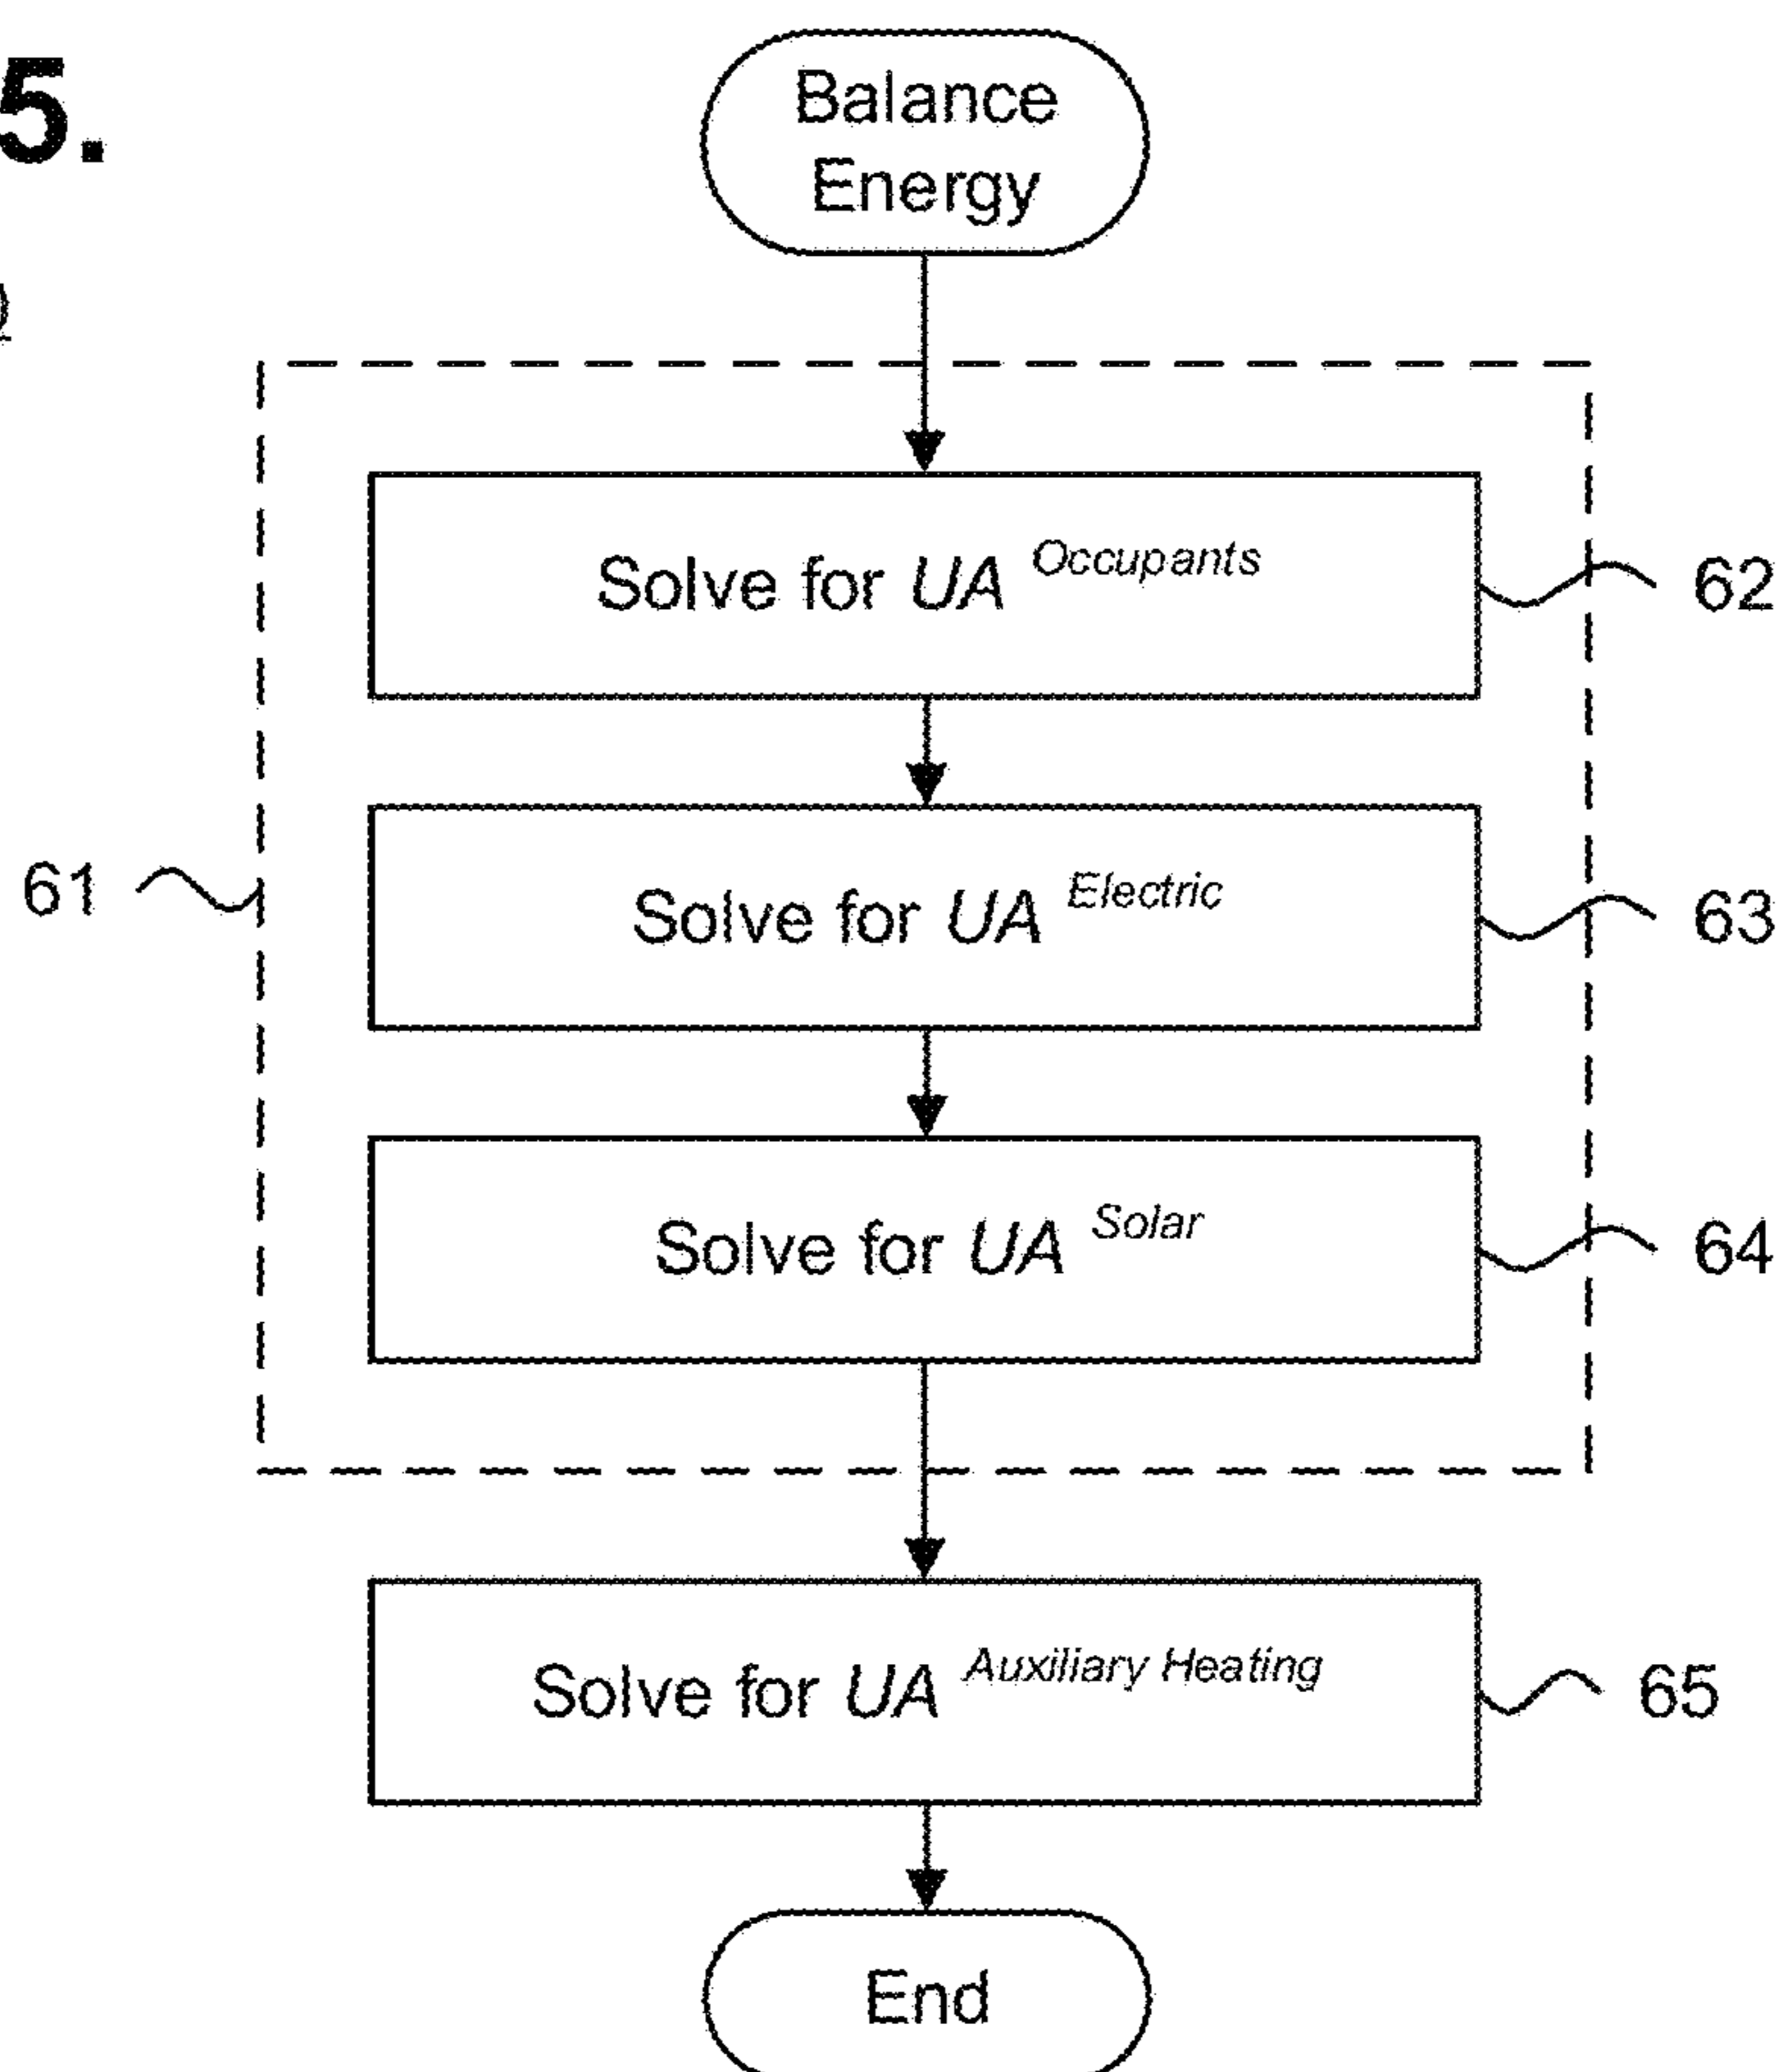 5.
Balance
Energy
Solve for UA Occupants
62
Solve for UA Electric
61
63
Solve for UA Solar
64
Solve for UA Auxiliary Heating
65
End